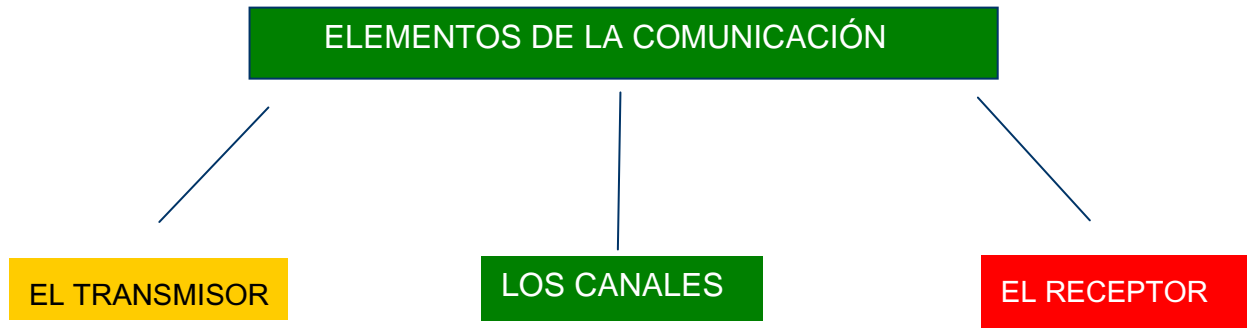 ELEMENTOS DE LA COMUNICACIÓN
EL TRANSMISOR
LOS CANALES
EL RECEPTOR